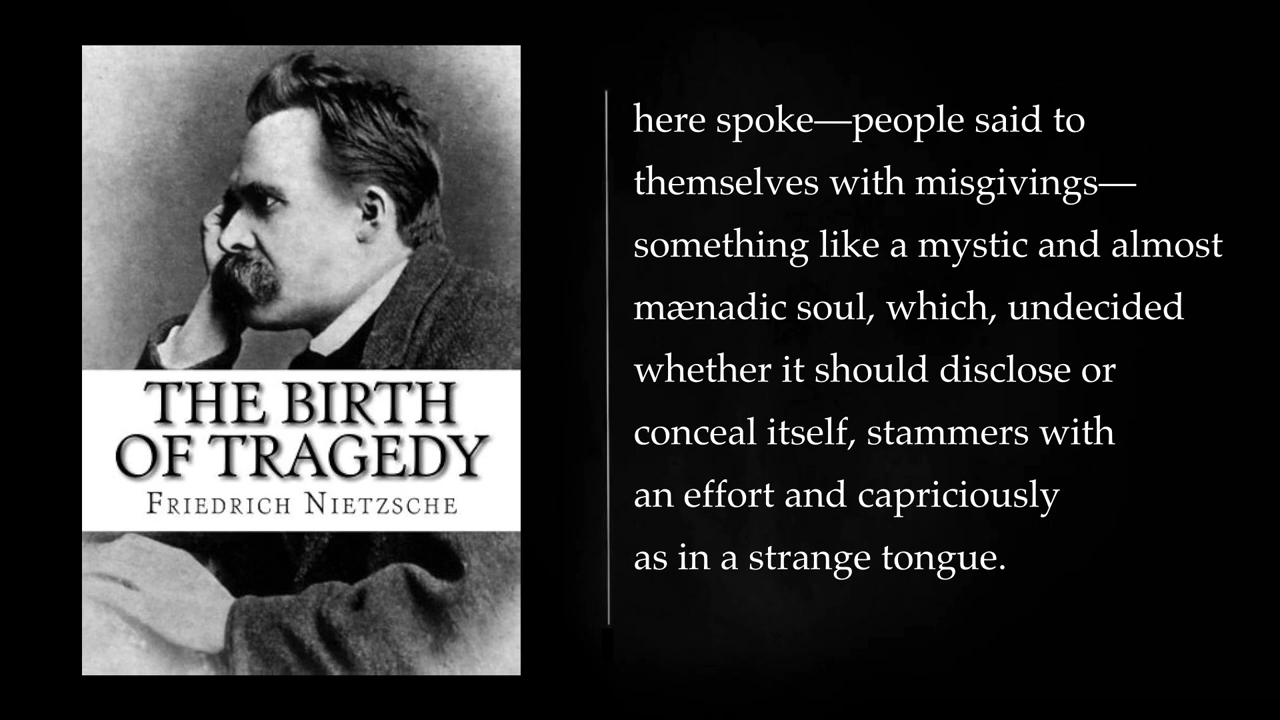 THE BIRTH
OF TRAGEDY
FRIEDRICH NIETZSCHE
here spoke—people said to
themselves with misgivings—
something like a mystic and almost
mænadic soul, which, undecided
whether it should disclose or
conceal itself, stammers with
an effort and capriciously
as in a strange tongue.